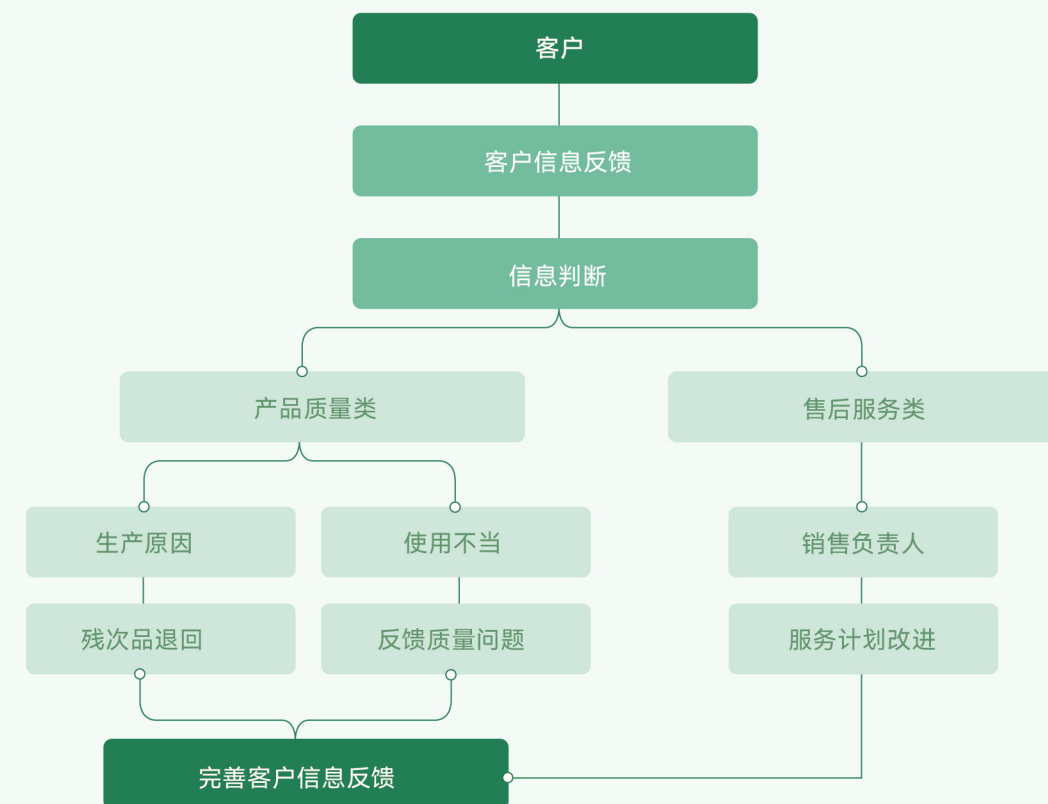 客户
客户信息反馈
信息判断
产品质量类
售后服务类
生产原因
使用不当
销售负责人
残次品退回
反馈质量问题
服务计划改进
完善客户信息反馈